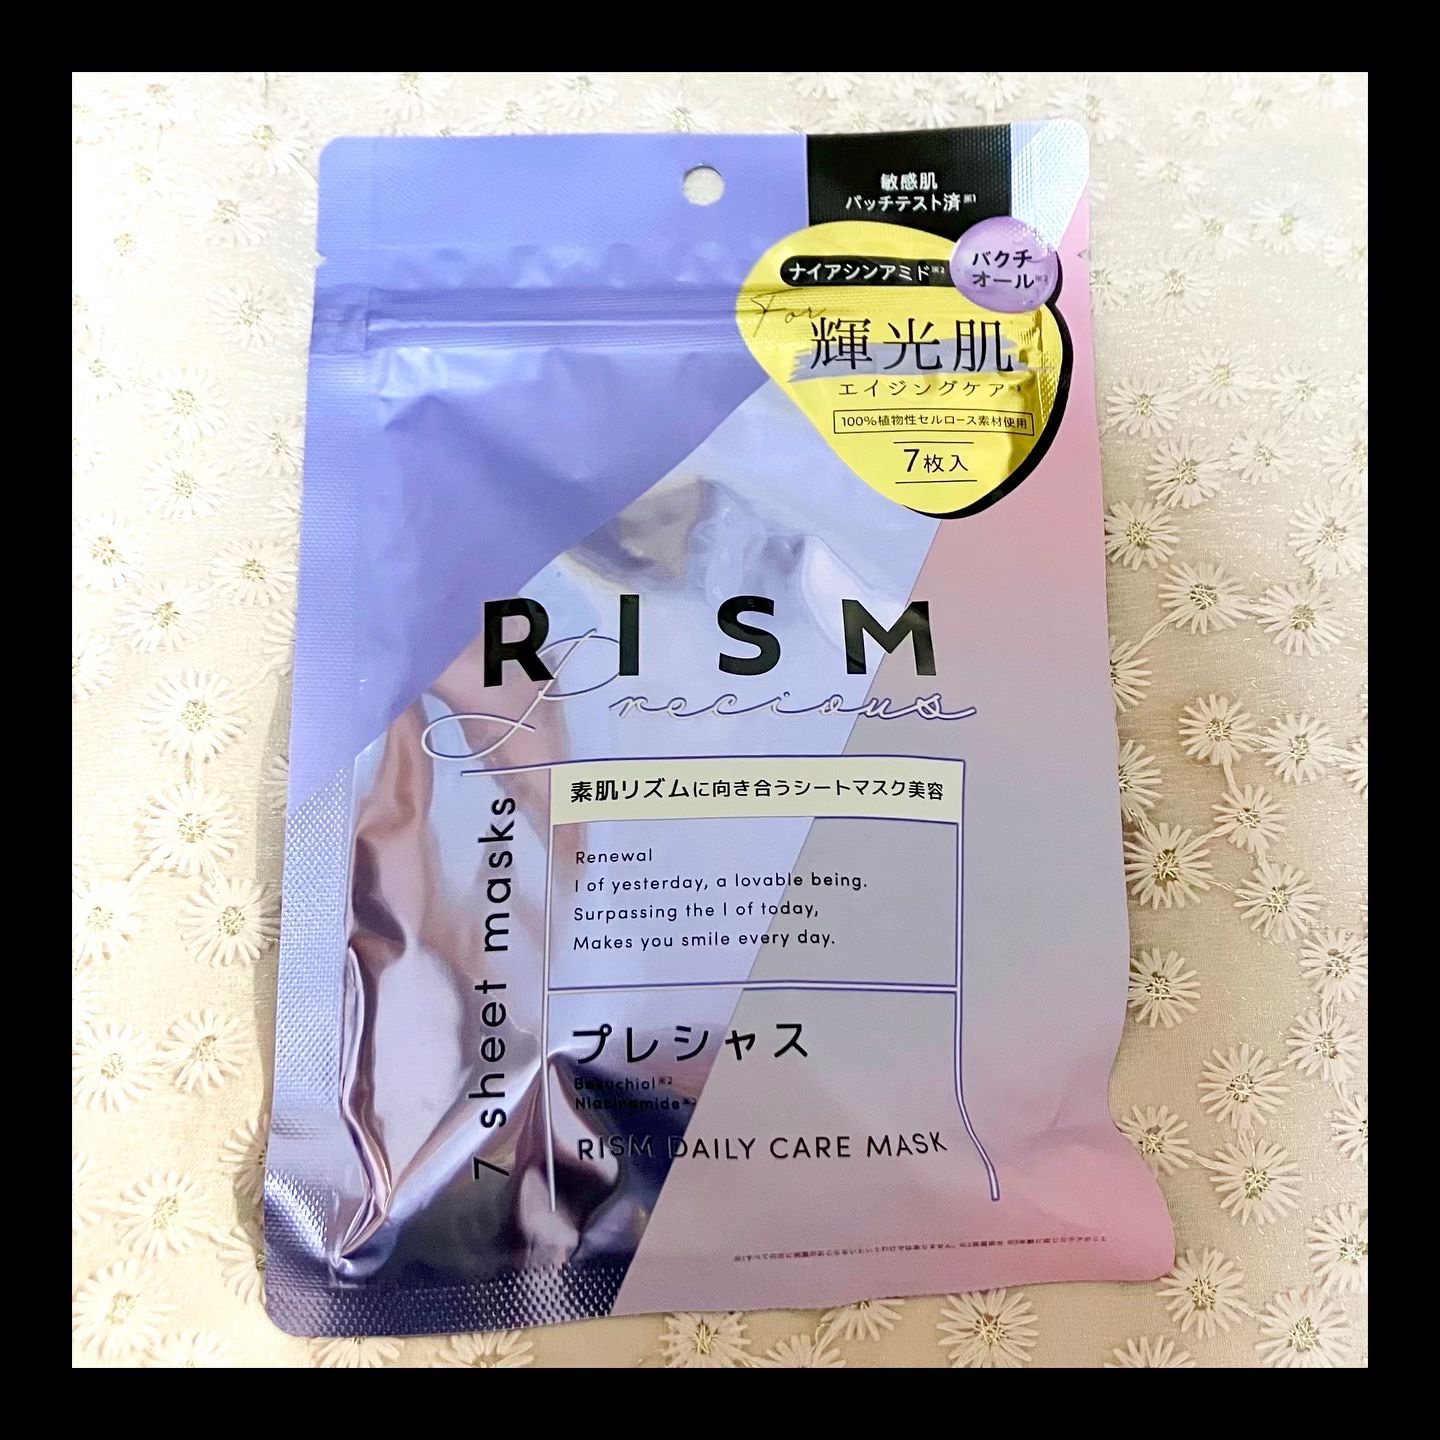 敏感肌
パッチテスト済※1
ナイアシンアミド※2
バクチ
オール※2
For
輝光肌
エイジングケア※3
100%植物性セルロース素材使用
7枚入
RISM
Precious
素肌リズムに向き合うシートマスク美容
7 sheet masks
Renewal
I of yesterday, a lovable being.
Surpassing the I of today,
Makes you smile every day.
プレシャス
Bakuchiol※2
Niacinamide※2
RISM DAILY CARE MASK